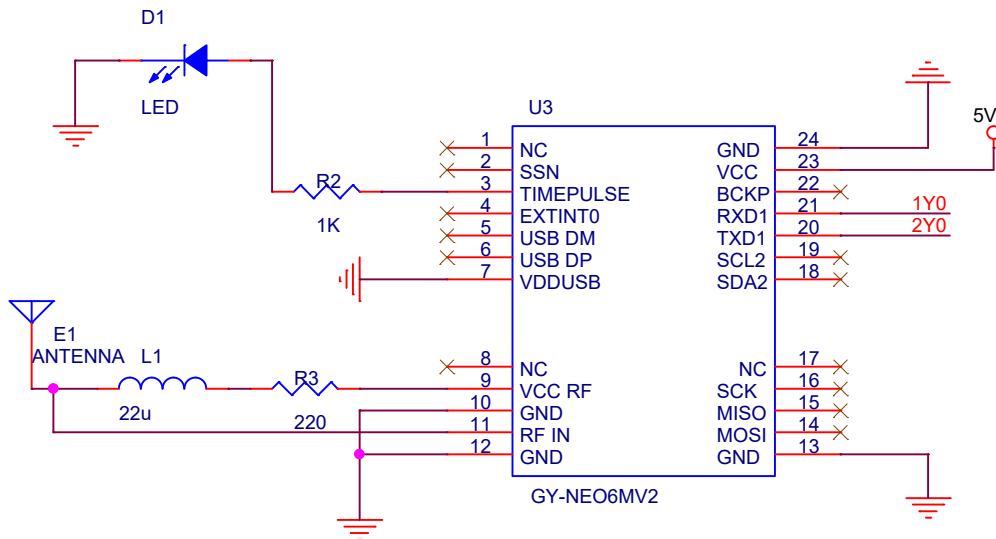 D1
LED
U3
5V
R2
1K
1 NC
2 SSN
3 TIMEPULSE
4 EXTINT0
5 USB DM
6 USB DP
7 VDDUSB
8 NC
9 VCC RF
10 GND
11 RF IN
12 GND
GND 24
VCC 23
BCKP 22
RXD1 21 1Y0
TXD1 20 2Y0
SCL2 19
SDA2 18
NC 17
SCK 16
MISO 15
MOSI 14
GND 13
E1
ANTENNA
L1
22u
R3
220
GY-NEO6MV2